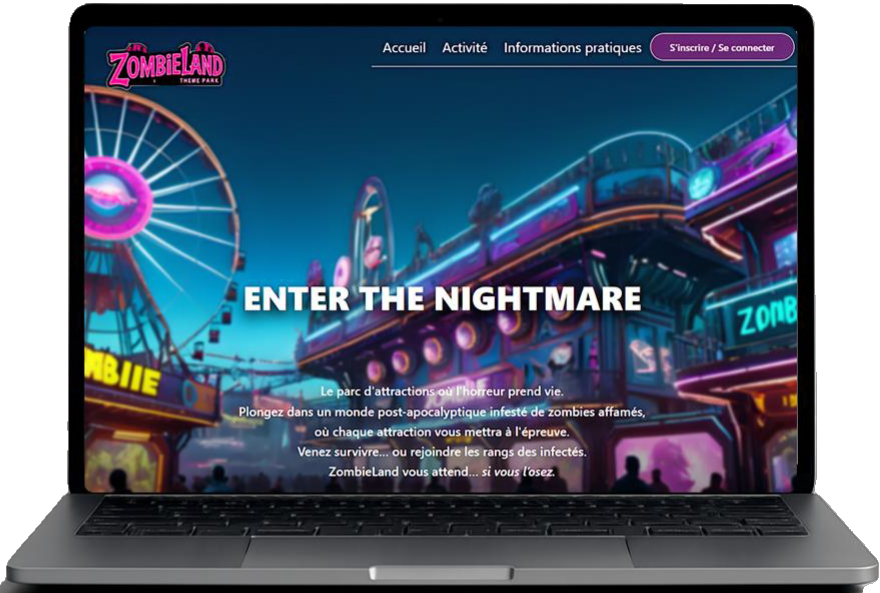 ZOMBIELAND
THEME PARK
Accueil
Activité
Informations pratiques
S'inscrire / Se connecter
ENTER THE NIGHTMARE
ZOMB
MBIIE
Le parc d'attractions où l'horreur prend vie.
Plongez dans un monde post-apocalyptique infesté de zombies affamés,
où chaque attraction vous mettra à l'épreuve.
Venez survivre... ou rejoindre les rangs des infectés.
ZombieLand vous attend... si vous l'osez.